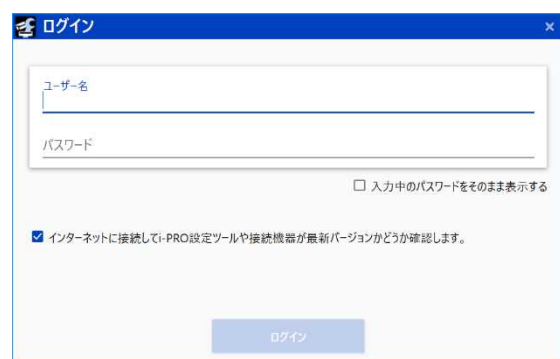 ログイン
×
ユーザー名
パスワード
入力中のパスワードをそのまま表示する
インターネットに接続してi-PRO設定ツールや接続機器が最新バージョンかどうか確認します。
ログイン